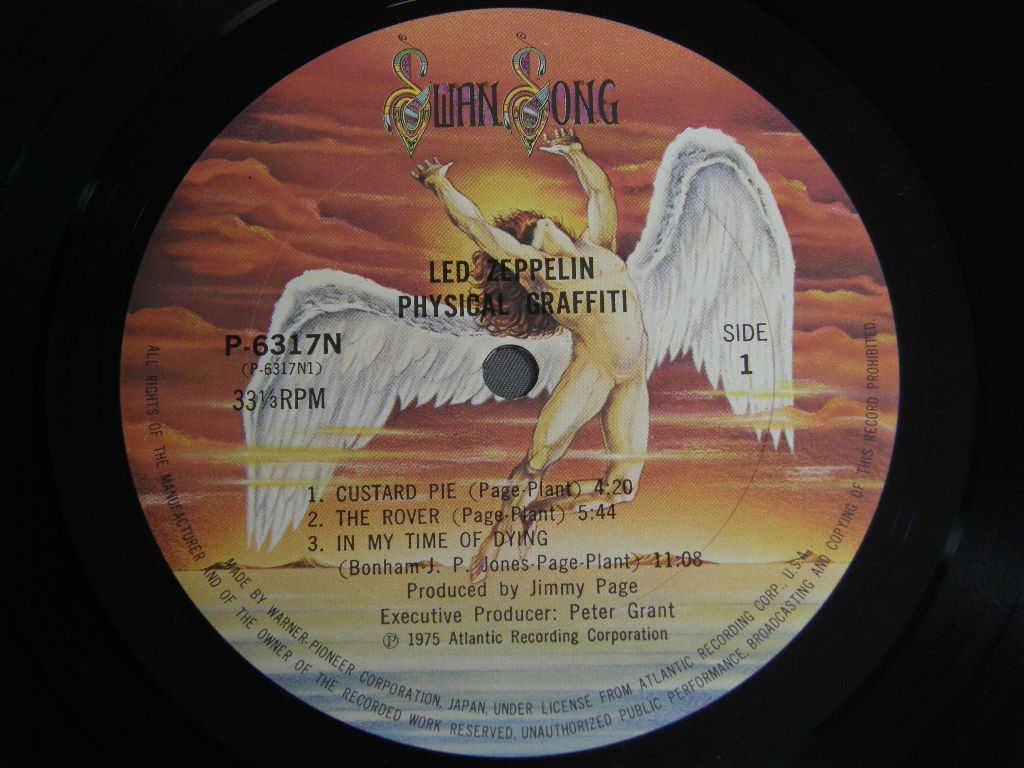 SWAN SONG
LED ZEPPELIN
PHYSICAL GRAFFITI
P-6317N
(P-6317N1)
33⅓RPM
SIDE
1
1. CUSTARD PIE (Page-Plant) 4:20
2. THE ROVER (Page-Plant) 5:44
3. IN MY TIME OF DYING
(Bonham-J. P. Jones-Page-Plant) 11:08
Produced by Jimmy Page
Executive Producer: Peter Grant
Ⓟ 1975 Atlantic Recording Corporation
MADE BY WARNER-PIONEER CORPORATION, JAPAN, UNDER LICENSE FROM ATLANTIC RECORDING CORP., U.S.A.
ALL RIGHTS OF THE MANUFACTURER AND OF THE OWNER OF THE RECORDED WORK RESERVED, UNAUTHORIZED PUBLIC PERFORMANCE, BROADCASTING AND COPYING OF THIS RECORD PROHIBITED.